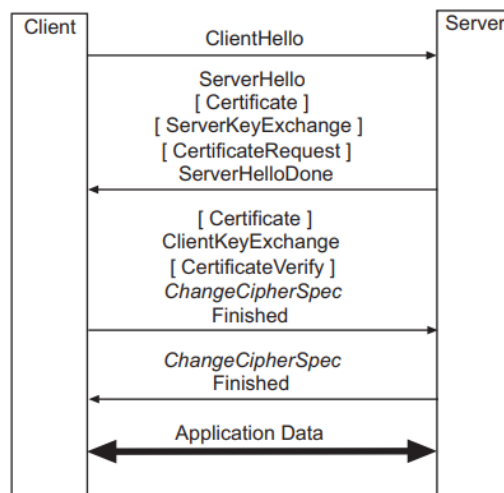 Client
Server
ClientHello
ServerHello
[ Certificate ]
[ ServerKeyExchange ]
[ CertificateRequest ]
ServerHelloDone
[ Certificate ]
ClientKeyExchange
[ CertificateVerify ]
ChangeCipherSpec
Finished
ChangeCipherSpec
Finished
Application Data